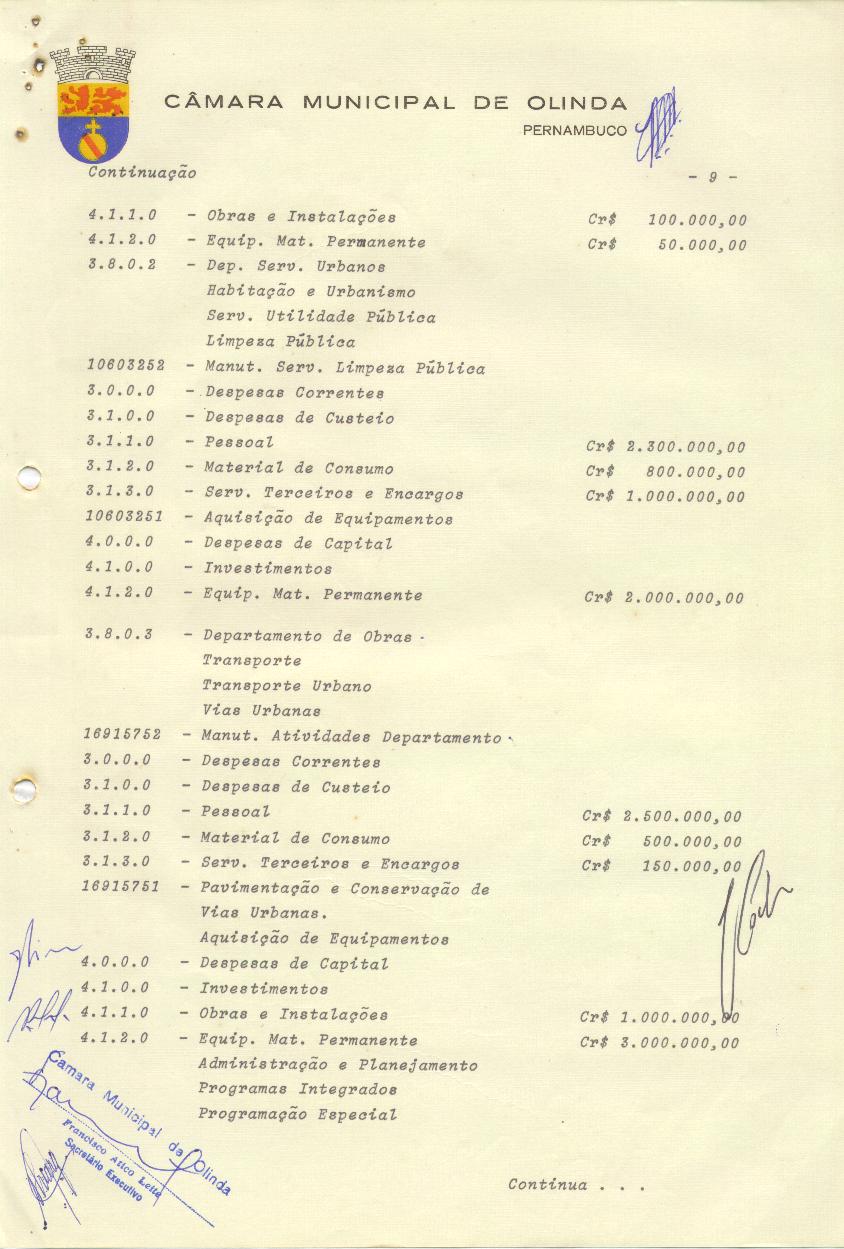 CÂMARA MUNICIPAL DE OLINDA
PERNAMBUCO
Continuação - 9 -
4.1.1.0 - Obras e Instalações Cr$ 100.000,00
4.1.2.0 - Equip. Mat. Permanente Cr$ 50.000,00
3.8.0.2 - Dep. Serv. Urbanos
Habitação e Urbanismo
Serv. Utilidade Pública
Limpeza Pública
10603252 - Manut. Serv. Limpeza Pública
3.0.0.0 - Despesas Correntes
3.1.0.0 - Despesas de Custeio
3.1.1.0 - Pessoal Cr$ 2.300.000,00
3.1.2.0 - Material de Consumo Cr$ 800.000,00
3.1.3.0 - Serv. Terceiros e Encargos Cr$ 1.000.000,00
10603251 - Aquisição de Equipamentos
4.0.0.0 - Despesas de Capital
4.1.0.0 - Investimentos
4.1.2.0 - Equip. Mat. Permanente Cr$ 2.000.000,00
3.8.0.3 - Departamento de Obras
Transporte
Transporte Urbano
Vias Urbanas
16915752 - Manut. Atividades Departamento
3.0.0.0 - Despesas Correntes
3.1.0.0 - Despesas de Custeio
3.1.1.0 - Pessoal Cr$ 2.500.000,00
3.1.2.0 - Material de Consumo Cr$ 500.000,00
3.1.3.0 - Serv. Terceiros e Encargos Cr$ 150.000,00
16915751 - Pavimentação e Conservação de
Vias Urbanas.
Aquisição de Equipamentos
4.0.0.0 - Despesas de Capital
4.1.0.0 - Investimentos
4.1.1.0 - Obras e Instalações Cr$ 1.000.000,00
4.1.2.0 - Equip. Mat. Permanente Cr$ 3.000.000,00
Administração e Planejamento
Programas Integrados
Programação Especial
Câmara Municipal de Olinda
Francisco Atico Leite
Secretário Executivo
Continua . . .